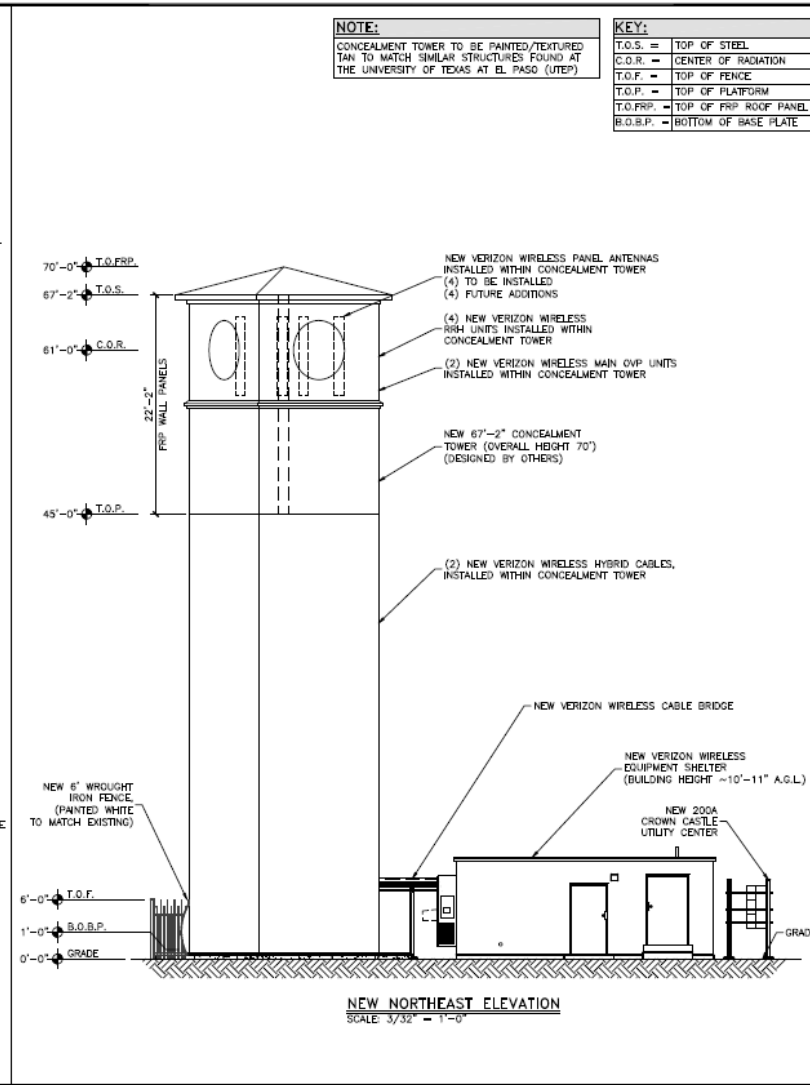 NOTE:
CONCEALMENT TOWER TO BE PAINTED/TEXTURED
TAN TO MATCH SIMILAR STRUCTURES FOUND AT
THE UNIVERSITY OF TEXAS AT EL PASO (UTEP)
KEY:
T.O.S. = TOP OF STEEL
C.O.R. = CENTER OF RADIATION
T.O.F. = TOP OF FENCE
T.O.P. = TOP OF PLATFORM
T.O.FRP. = TOP OF FRP ROOF PANEL
B.O.B.P. = BOTTOM OF BASE PLATE
70'-0" T.O.FRP.
67'-2" T.O.S.
61'-0" C.O.R.
22'-2"
FRP WALL PANELS
45'-0" T.O.P.
NEW VERIZON WIRELESS PANEL ANTENNAS
INSTALLED WITHIN CONCEALMENT TOWER
(4) TO BE INSTALLED
(4) FUTURE ADDITIONS
(4) NEW VERIZON WIRELESS
RRH UNITS INSTALLED WITHIN
CONCEALMENT TOWER
(2) NEW VERIZON WIRELESS MAIN OVP UNITS
INSTALLED WITHIN CONCEALMENT TOWER
NEW 67'-2" CONCEALMENT
TOWER (OVERALL HEIGHT 70')
(DESIGNED BY OTHERS)
(2) NEW VERIZON WIRELESS HYBRID CABLES,
INSTALLED WITHIN CONCEALMENT TOWER
NEW VERIZON WIRELESS CABLE BRIDGE
NEW VERIZON WIRELESS
EQUIPMENT SHELTER
(BUILDING HEIGHT ~10'-11" A.G.L.)
NEW 200A
CROWN CASTLE
UTILITY CENTER
NEW 6' WROUGHT
IRON FENCE,
(PAINTED WHITE
TO MATCH EXISTING)
E
6'-0" T.O.F.
1'-0" B.O.B.P.
0'-0" GRADE
GRAD
NEW NORTHEAST ELEVATION
SCALE: 3/32" = 1'-0"